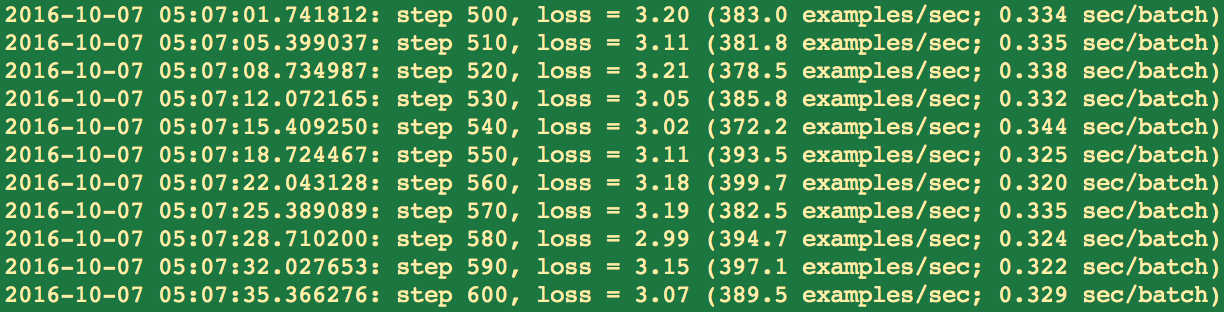 2016-10-07 05:07:01.741812: step 500, loss = 3.20 (383.0 examples/sec; 0.334 sec/batch)
2016-10-07 05:07:05.399037: step 510, loss = 3.11 (381.8 examples/sec; 0.335 sec/batch)
2016-10-07 05:07:08.734987: step 520, loss = 3.21 (378.5 examples/sec; 0.338 sec/batch)
2016-10-07 05:07:12.072165: step 530, loss = 3.05 (385.8 examples/sec; 0.332 sec/batch)
2016-10-07 05:07:15.409250: step 540, loss = 3.02 (372.2 examples/sec; 0.344 sec/batch)
2016-10-07 05:07:18.724467: step 550, loss = 3.11 (393.5 examples/sec; 0.325 sec/batch)
2016-10-07 05:07:22.043128: step 560, loss = 3.18 (399.7 examples/sec; 0.320 sec/batch)
2016-10-07 05:07:25.389089: step 570, loss = 3.19 (382.5 examples/sec; 0.335 sec/batch)
2016-10-07 05:07:28.710200: step 580, loss = 2.99 (394.7 examples/sec; 0.324 sec/batch)
2016-10-07 05:07:32.027653: step 590, loss = 3.15 (397.1 examples/sec; 0.322 sec/batch)
2016-10-07 05:07:35.366276: step 600, loss = 3.07 (389.5 examples/sec; 0.329 sec/batch)